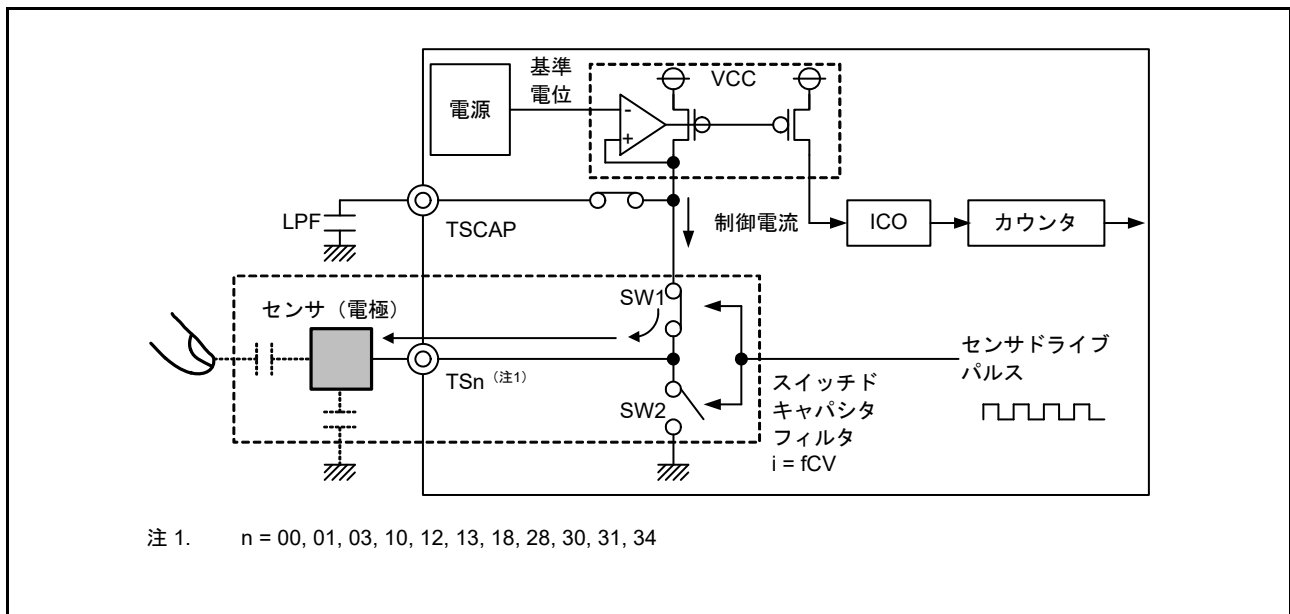 電源
基準
電位
VCC
-
+
LPF
TSCAP
制御電流
ICO
カウンタ
センサ（電極）
SW1
TSn（注1）
SW2
スイッチド
キャパシタ
フィルタ
i = fCV
センサドライブ
パルス
注 1. n = 00, 01, 03, 10, 12, 13, 18, 28, 30, 31, 34